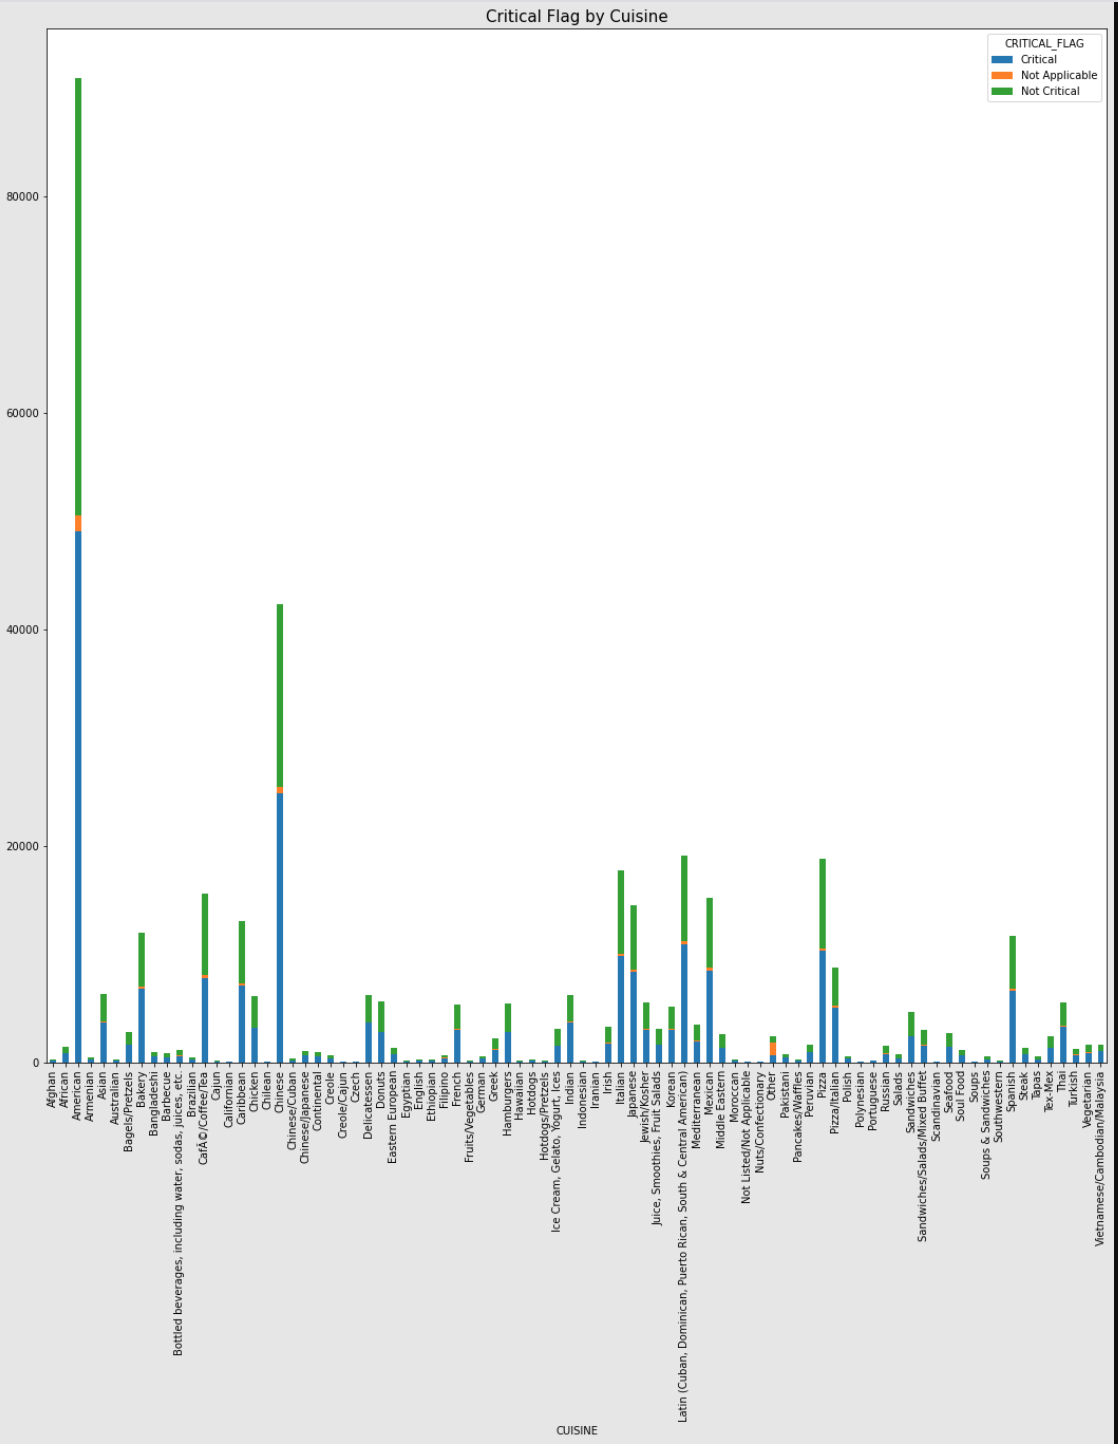 Critical Flag by Cuisine
CRITICAL_FLAG
Critical
Not Applicable
Not Critical
80000
60000
40000
20000
0
Afghan
African
American
Armenian
Asian
Australian
Bagels/Pretzels
Bakery
Bangladeshi
Barbecue
Bottled beverages, including water, sodas, juices, etc.
Brazilian
CafÃ©/Coffee/Tea
Cajun
Californian
Caribbean
Chicken
Chilean
Chinese
Chinese/Cuban
Chinese/Japanese
Continental
Creole
Creole/Cajun
Czech
Delicatessen
Donuts
Eastern European
Egyptian
English
Ethiopian
Filipino
French
Fruits/Vegetables
German
Greek
Hamburgers
Hawaiian
Hotdogs
Hotdogs/Pretzels
Ice Cream, Gelato, Yogurt, Ices
Indian
Indonesian
Iranian
Irish
Italian
Japanese
Jewish/Kosher
Juice, Smoothies, Fruit Salads
Korean
Latin (Cuban, Dominican, Puerto Rican, South & Central American)
Mediterranean
Mexican
Middle Eastern
Moroccan
Not Listed/Not Applicable
Nuts/Confectionary
Other
Pakistani
Pancakes/Waffles
Peruvian
Pizza
Pizza/Italian
Polish
Polynesian
Portuguese
Russian
Salads
Sandwiches
Sandwiches/Salads/Mixed Buffet
Scandinavian
Seafood
Soul Food
Soups
Soups & Sandwiches
Southwestern
Spanish
Steak
Tapas
Tex-Mex
Thai
Turkish
Vegetarian
Vietnamese/Cambodian/Malaysia
CUISINE